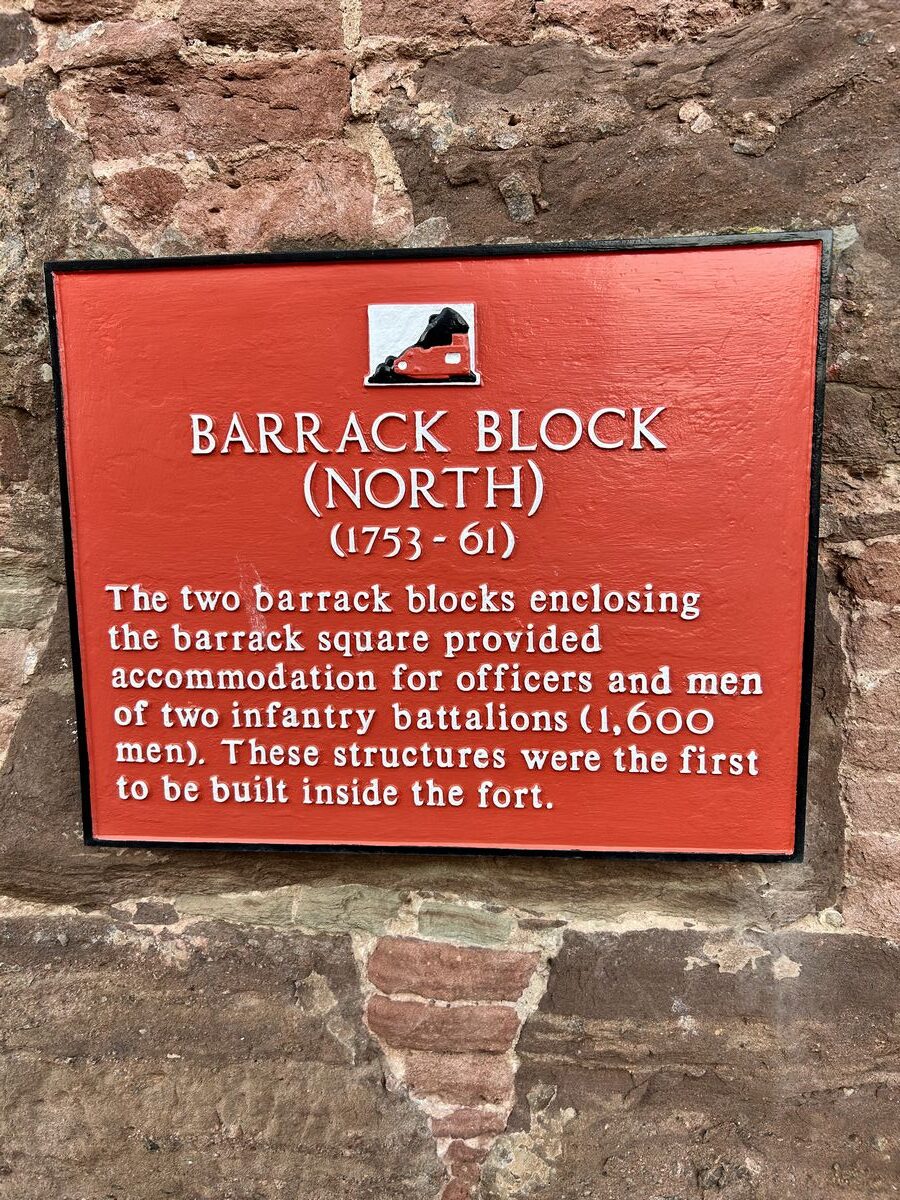 BARRACK BLOCK
(NORTH)
(1753 - 61)
The two barrack blocks enclosing
the barrack square provided
accommodation for officers and men
of two infantry battalions (1,600
men). These structures were the first
to be built inside the fort.